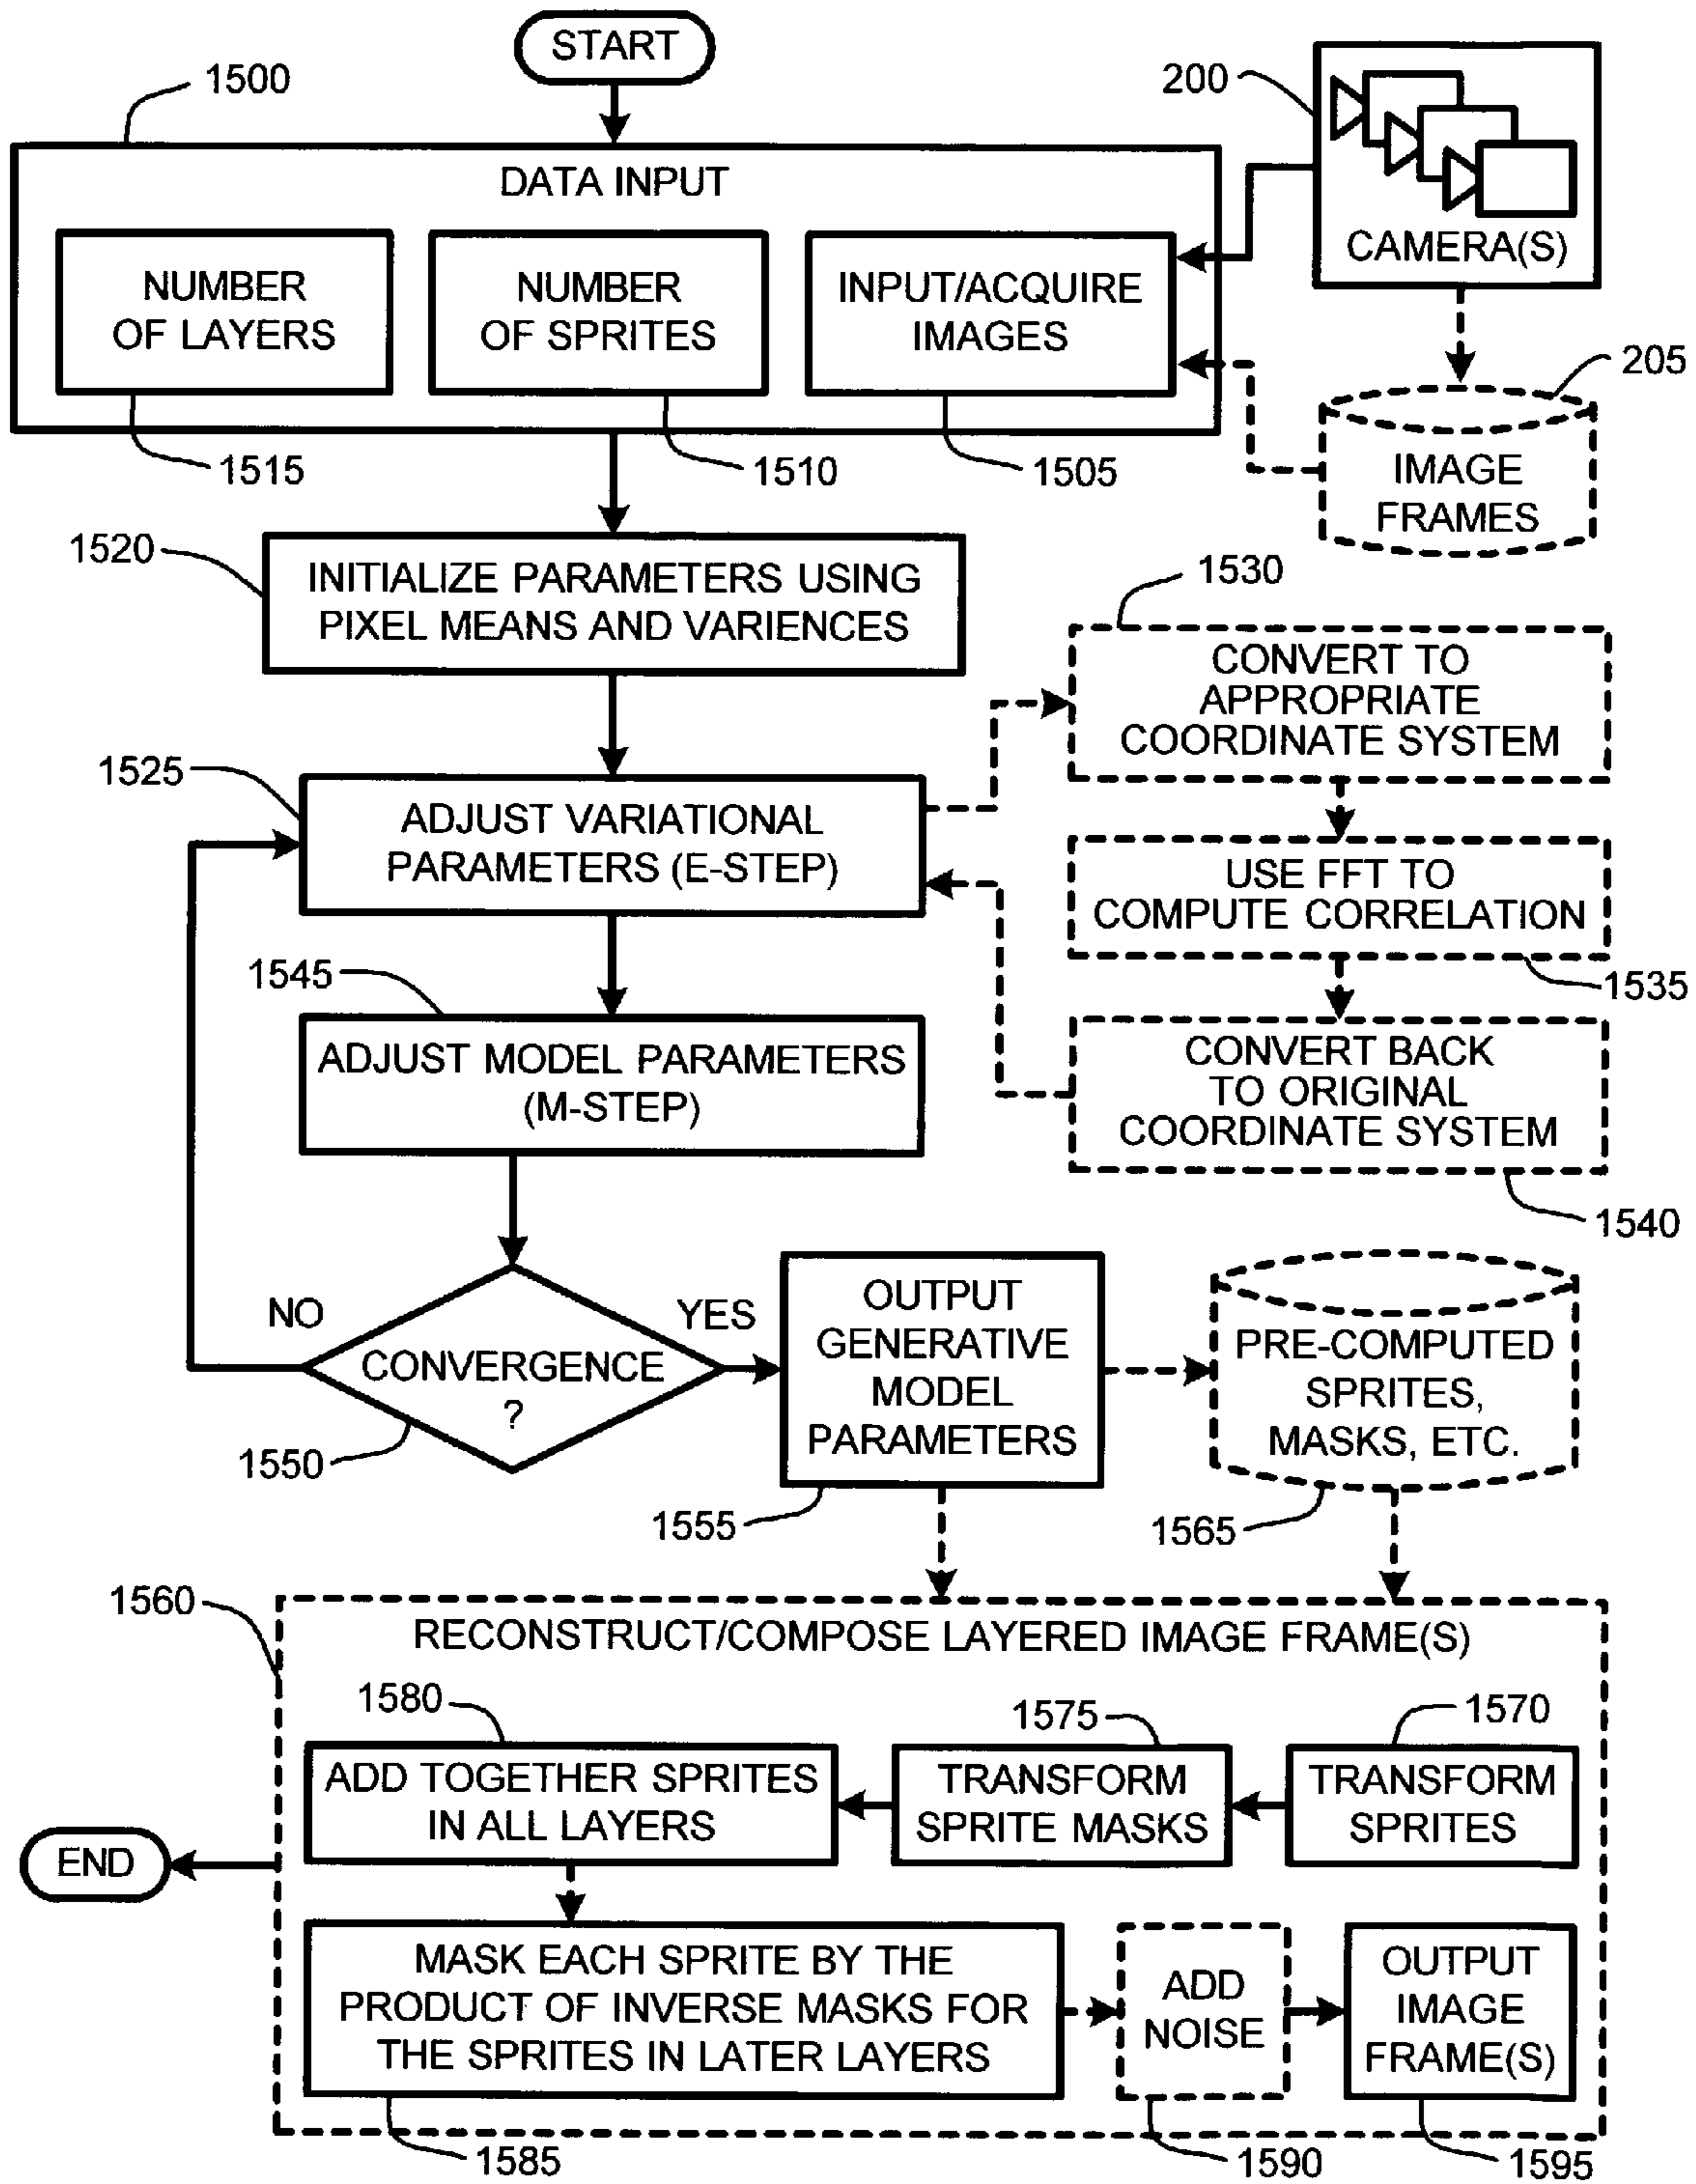 START
1500
200
DATA INPUT
CAMERA(S)
NUMBER
OF LAYERS
NUMBER
OF SPRITES
INPUT/ACQUIRE
IMAGES
205
1515
1510
1505
IMAGE
FRAMES
1520
INITIALIZE PARAMETERS USING
PIXEL MEANS AND VARIENCES
1530
CONVERT TO
APPROPRIATE
COORDINATE SYSTEM
1525
ADJUST VARIATIONAL
PARAMETERS (E-STEP)
USE FFT TO
COMPUTE CORRELATION
1535
1545
ADJUST MODEL PARAMETERS
(M-STEP)
CONVERT BACK
TO ORIGINAL
COORDINATE SYSTEM
1540
NO
YES
CONVERGENCE
?
1550
OUTPUT
GENERATIVE
MODEL
PARAMETERS
1555
PRE-COMPUTED
SPRITES,
MASKS, ETC.
1565
1560
RECONSTRUCT/COMPOSE LAYERED IMAGE FRAME(S)
1580
1575
1570
ADD TOGETHER SPRITES
IN ALL LAYERS
TRANSFORM
SPRITE MASKS
TRANSFORM
SPRITES
END
MASK EACH SPRITE BY THE
PRODUCT OF INVERSE MASKS FOR
THE SPRITES IN LATER LAYERS
ADD
NOISE
OUTPUT
IMAGE
FRAME(S)
1585
1590
1595